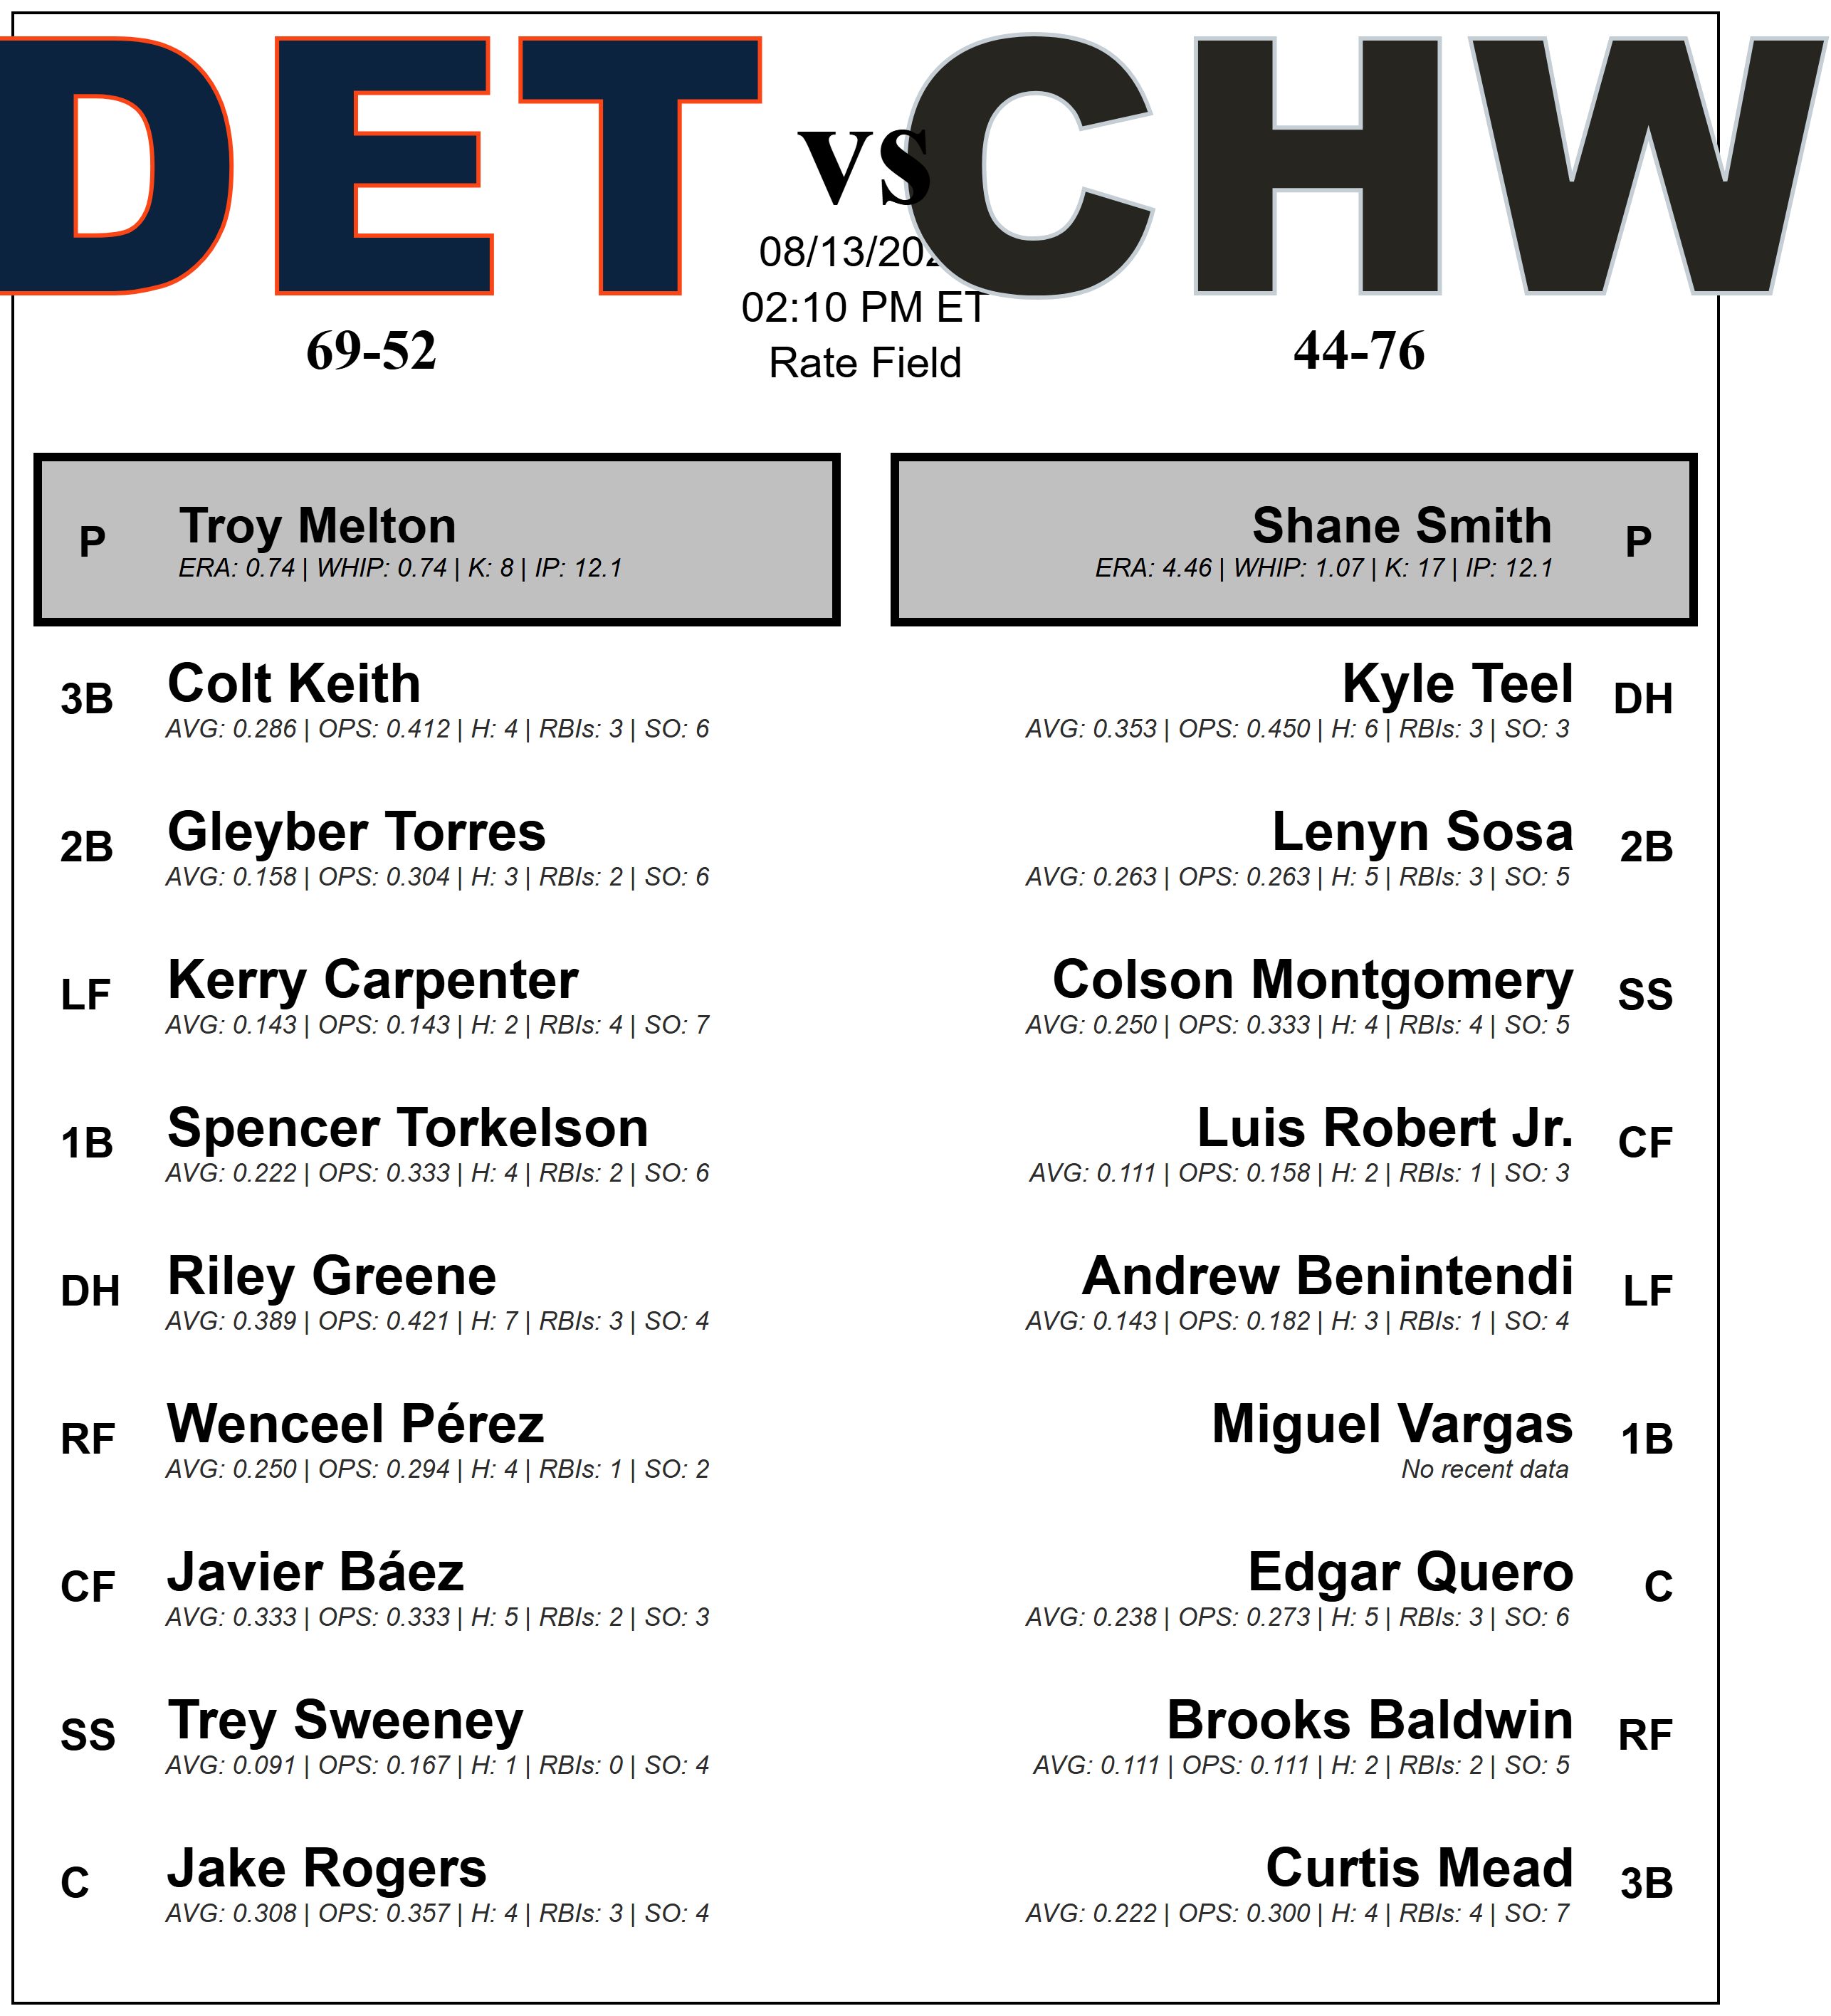 DET vs CHW
08/13/202
02:10 PM ET
Rate Field
69-52
44-76
P
Troy Melton
ERA: 0.74 | WHIP: 0.74 | K: 8 | IP: 12.1
Shane Smith
ERA: 4.46 | WHIP: 1.07 | K: 17 | IP: 12.1
P
3B
Colt Keith
AVG: 0.286 | OPS: 0.412 | H: 4 | RBIs: 3 | SO: 6
Kyle Teel
AVG: 0.353 | OPS: 0.450 | H: 6 | RBIs: 3 | SO: 3
DH
2B
Gleyber Torres
AVG: 0.158 | OPS: 0.304 | H: 3 | RBIs: 2 | SO: 6
Lenyn Sosa
AVG: 0.263 | OPS: 0.263 | H: 5 | RBIs: 3 | SO: 5
2B
LF
Kerry Carpenter
AVG: 0.143 | OPS: 0.143 | H: 2 | RBIs: 4 | SO: 7
Colson Montgomery
AVG: 0.250 | OPS: 0.333 | H: 4 | RBIs: 4 | SO: 5
SS
1B
Spencer Torkelson
AVG: 0.222 | OPS: 0.333 | H: 4 | RBIs: 2 | SO: 6
Luis Robert Jr.
AVG: 0.111 | OPS: 0.158 | H: 2 | RBIs: 1 | SO: 3
CF
DH
Riley Greene
AVG: 0.389 | OPS: 0.421 | H: 7 | RBIs: 3 | SO: 4
Andrew Benintendi
AVG: 0.143 | OPS: 0.182 | H: 3 | RBIs: 1 | SO: 4
LF
RF
Wenceel Pérez
AVG: 0.250 | OPS: 0.294 | H: 4 | RBIs: 1 | SO: 2
Miguel Vargas
No recent data
1B
CF
Javier Báez
AVG: 0.333 | OPS: 0.333 | H: 5 | RBIs: 2 | SO: 3
Edgar Quero
AVG: 0.238 | OPS: 0.273 | H: 5 | RBIs: 3 | SO: 6
C
SS
Trey Sweeney
AVG: 0.091 | OPS: 0.167 | H: 1 | RBIs: 0 | SO: 4
Brooks Baldwin
AVG: 0.111 | OPS: 0.111 | H: 2 | RBIs: 2 | SO: 5
RF
C
Jake Rogers
AVG: 0.308 | OPS: 0.357 | H: 4 | RBIs: 3 | SO: 4
Curtis Mead
AVG: 0.222 | OPS: 0.300 | H: 4 | RBIs: 4 | SO: 7
3B